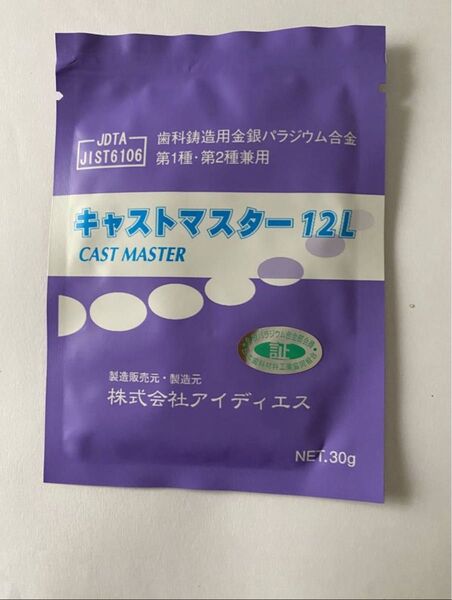 JDTA
JIST6106
歯科鋳造用金銀パラジウム合金
第1種・第2種兼用
キャストマスター12L
CAST MASTER
証
製造販売元・製造元
株式会社アイディエス
NET.30g